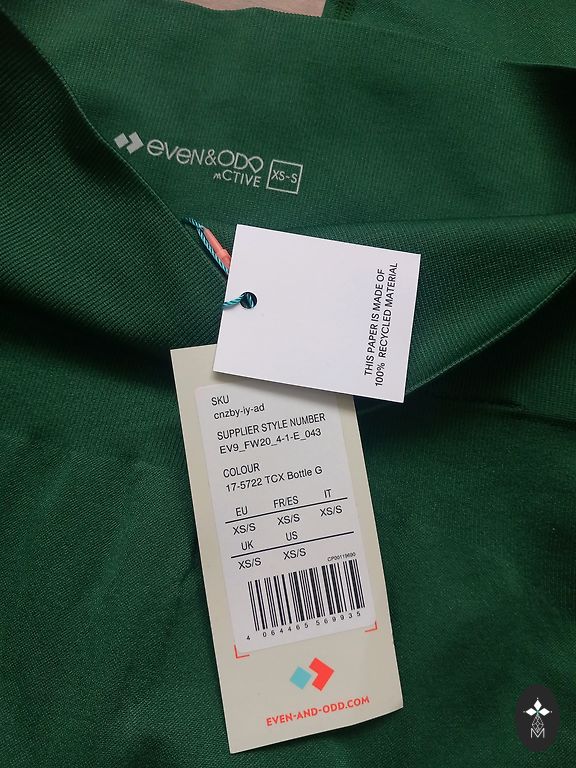 eveN&ODD
ACTIVE XS-S
THIS PAPER IS MADE OF
100% RECYCLED MATERIAL
SKU
cnzby-iy-ad
SUPPLIER STYLE NUMBER
EV9_FW20_4-1-E_043
COLOUR
17-5722 TCX Bottle G
EU FR/ES IT
XS/S XS/S XS/S
UK US
XS/S XS/S
CP00119690
4 064465 569935
EVEN-AND-ODD.COM
M